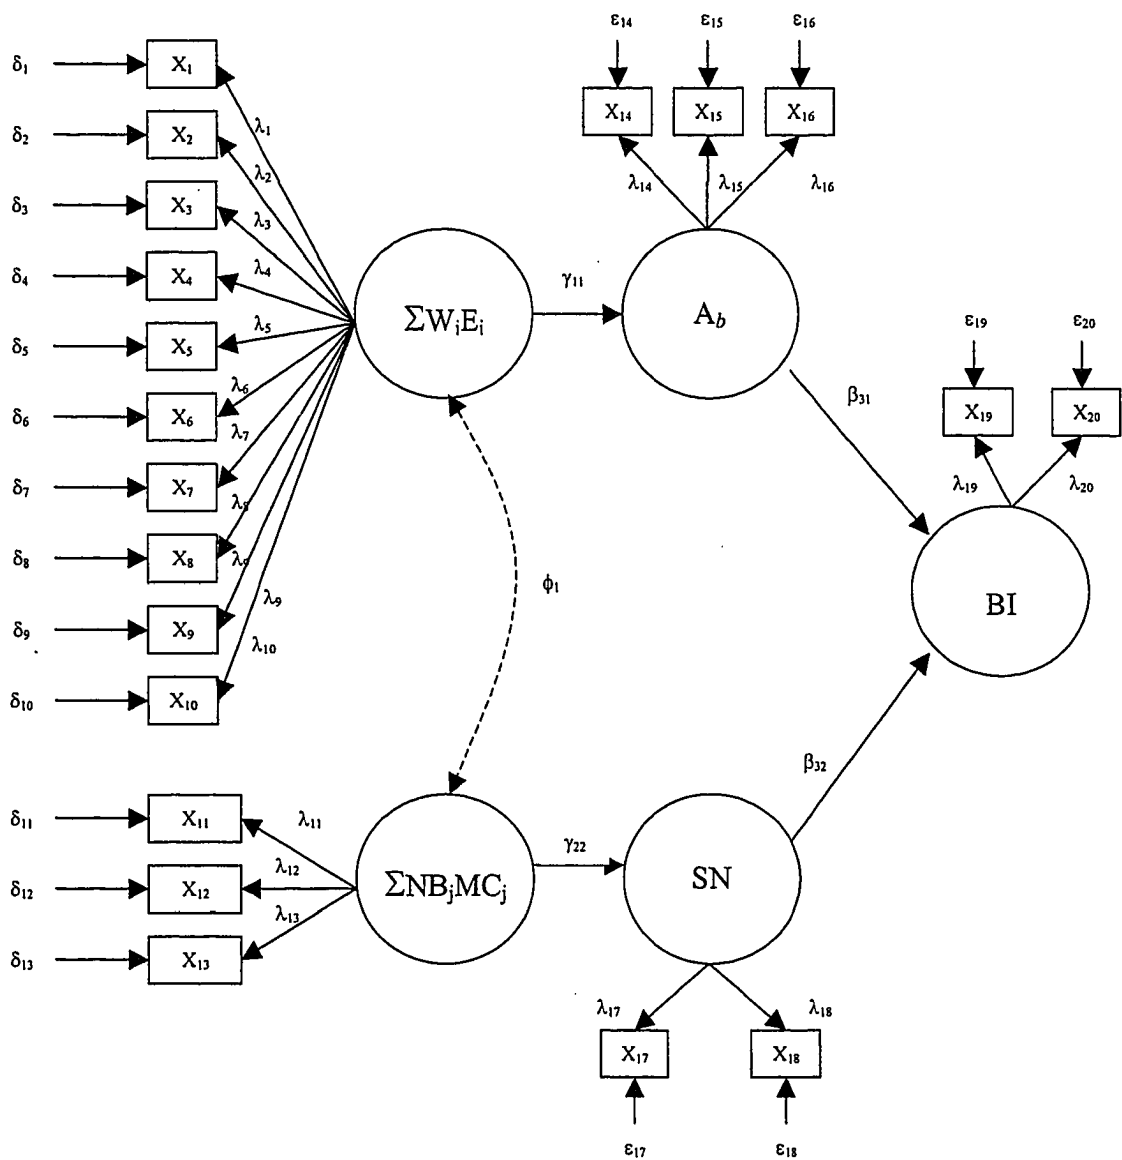 ε₁₄ ε₁₅ ε₁₆
δ₁ X₁
X₁₄ X₁₅ X₁₆
δ₂ X₂ λ₁
λ₂
λ₁₄ λ₁₅ λ₁₆
δ₃ X₃ λ₃
δ₄ X₄ λ₄
γ₁₁
ΣWᵢEᵢ A_b
δ₅ X₅ λ₅
ε₁₉ ε₂₀
λ₆
β₃₁
δ₆ X₆ λ₇
X₁₉ X₂₀
δ₇ X₇ λ₈
λ₁₉ λ₂₀
δ₈ X₈ λ₉
ϕ₁
λ₉
BI
δ₉ X₉ λ₁₀
δ₁₀ X₁₀
β₃₂
δ₁₁ X₁₁ λ₁₁
γ₂₂
λ₁₂
δ₁₂ X₁₂ ΣNBⱼMCⱼ SN
λ₁₃
δ₁₃ X₁₃
λ₁₇ λ₁₈
X₁₇ X₁₈
ε₁₇ ε₁₈